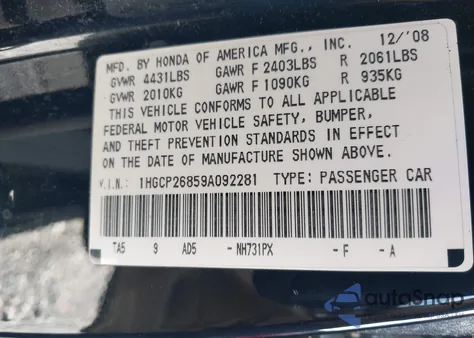 MFD. BY HONDA OF AMERICA MFG., INC. 12/'08
GVWR 4431LBS GAWR F 2403LBS R 2061LBS
GVWR 2010KG GAWR F 1090KG R 935KG
THIS VEHICLE CONFORMS TO ALL APPLICABLE
FEDERAL MOTOR VEHICLE SAFETY, BUMPER,
AND THEFT PREVENTION STANDARDS IN EFFECT
ON THE DATE OF MANUFACTURE SHOWN ABOVE.
V.I.N.: 1HGCP26859A092281 TYPE: PASSENGER CAR
TA5 9 AD5 -NH731PX -F -A
autoSnap